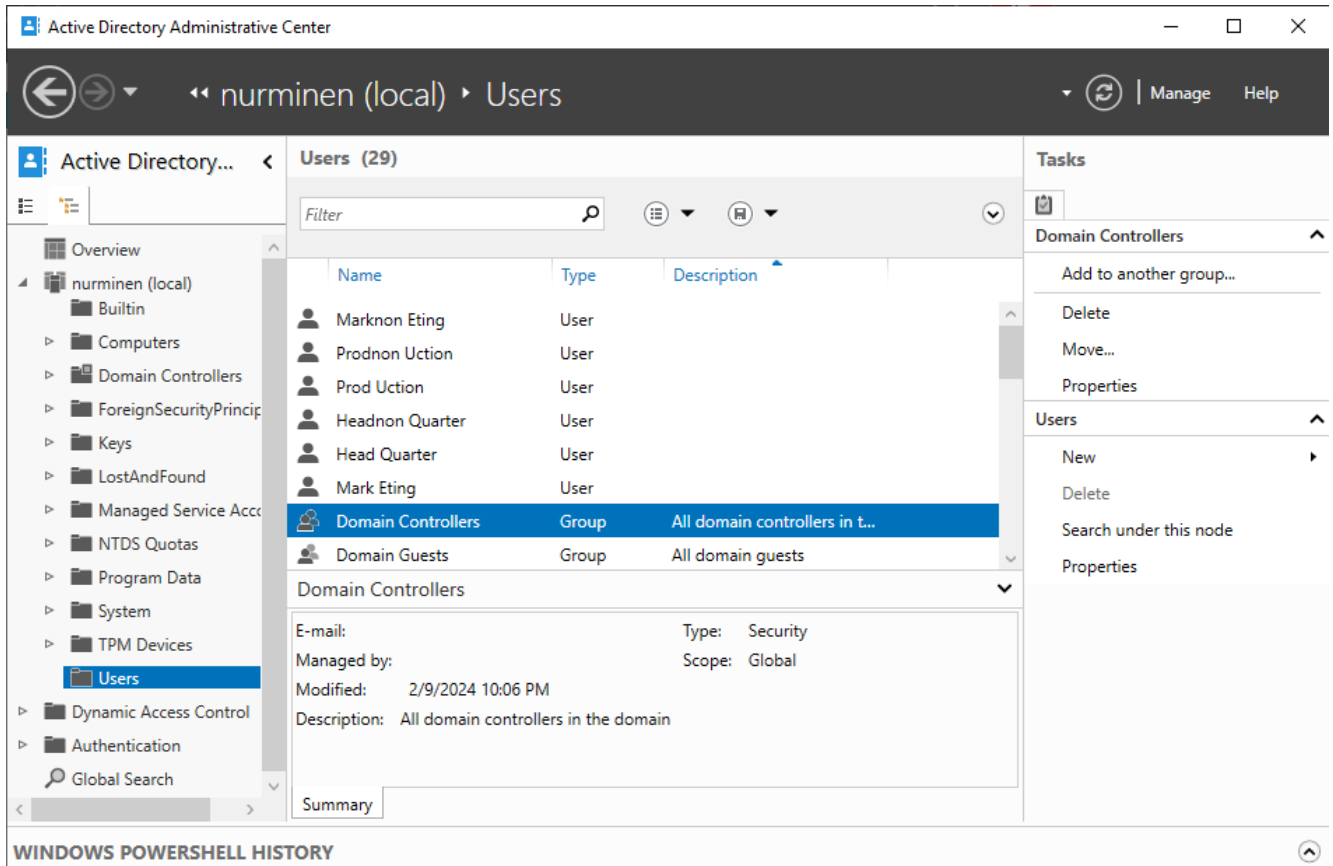 Active Directory Administrative Center
nurminen (local) Users
Manage Help
Active Directory...
Overview
nurminen (local)
Builtin
Computers
Domain Controllers
ForeignSecurityPrincip
Keys
LostAndFound
Managed Service Acco
NTDS Quotas
Program Data
System
TPM Devices
Users
Dynamic Access Control
Authentication
Global Search
Users (29)
Filter
Name Type Description
Marknon Eting User
Prodnon Uction User
Prod Uction User
Headnon Quarter User
Head Quarter User
Mark Eting User
Domain Controllers Group All domain controllers in t...
Domain Guests Group All domain guests
Domain Controllers
E-mail: Type: Security
Managed by: Scope: Global
Modified: 2/9/2024 10:06 PM
Description: All domain controllers in the domain
Summary
Tasks
Domain Controllers
Add to another group...
Delete
Move...
Properties
Users
New
Delete
Search under this node
Properties
WINDOWS POWERSHELL HISTORY